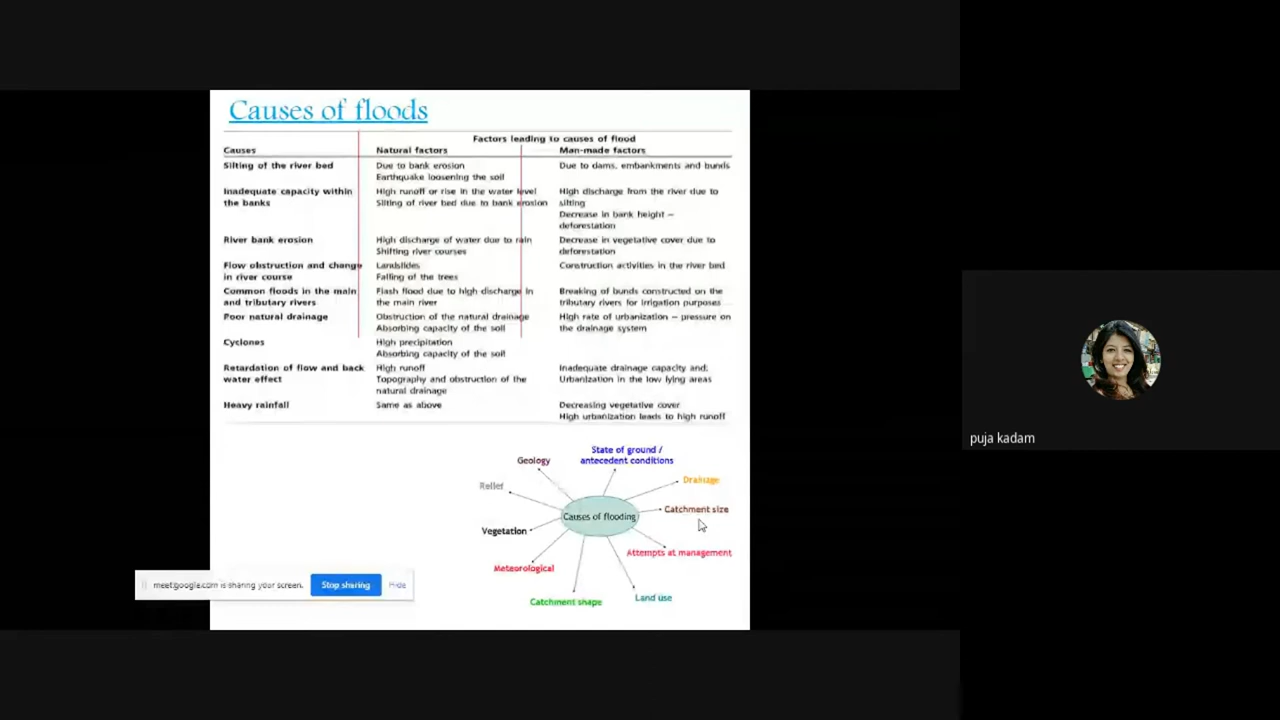 Causes of floods
Factors leading to causes of flood
Causes Natural factors Man-made factors
Silting of the river bed Due to bank erosion Due to dams, embankments and bunds
Earthquake loosening the soil
Inadequate capacity within High runoff or rise in the water level High discharge from the river due to
the banks Silting of river bed due to bank erosion silting
Decrease in bank height –
deforestation
River bank erosion High discharge of water due to rain Decrease in vegetative cover due to
Shifting river courses deforestation
Flow obstruction and change Landslides Construction activities in the river bed
in river course Falling of the trees
Common floods in the main Flash flood due to high discharge in Breaking of bunds constructed on the
and tributary rivers the main river tributary rivers for irrigation purposes
Poor natural drainage Obstruction of the natural drainage High rate of urbanization – pressure on
Absorbing capacity of the soil the drainage system
Cyclones High precipitation
Absorbing capacity of the soil
Retardation of flow and back High runoff Inadequate drainage capacity and.
water effect Topography and obstruction of the Urbanization in the low lying areas
natural drainage
Heavy rainfall Same as above Decreasing vegetative cover
High urbanization leads to high runoff
State of ground /
antecedent conditions
Geology
Drainage
Relief
Catchment size
Causes of flooding
Vegetation
Attempts at management
Meteorological
Land use
Catchment shape
meet.google.com is sharing your screen. Stop sharing Hide
puja kadam